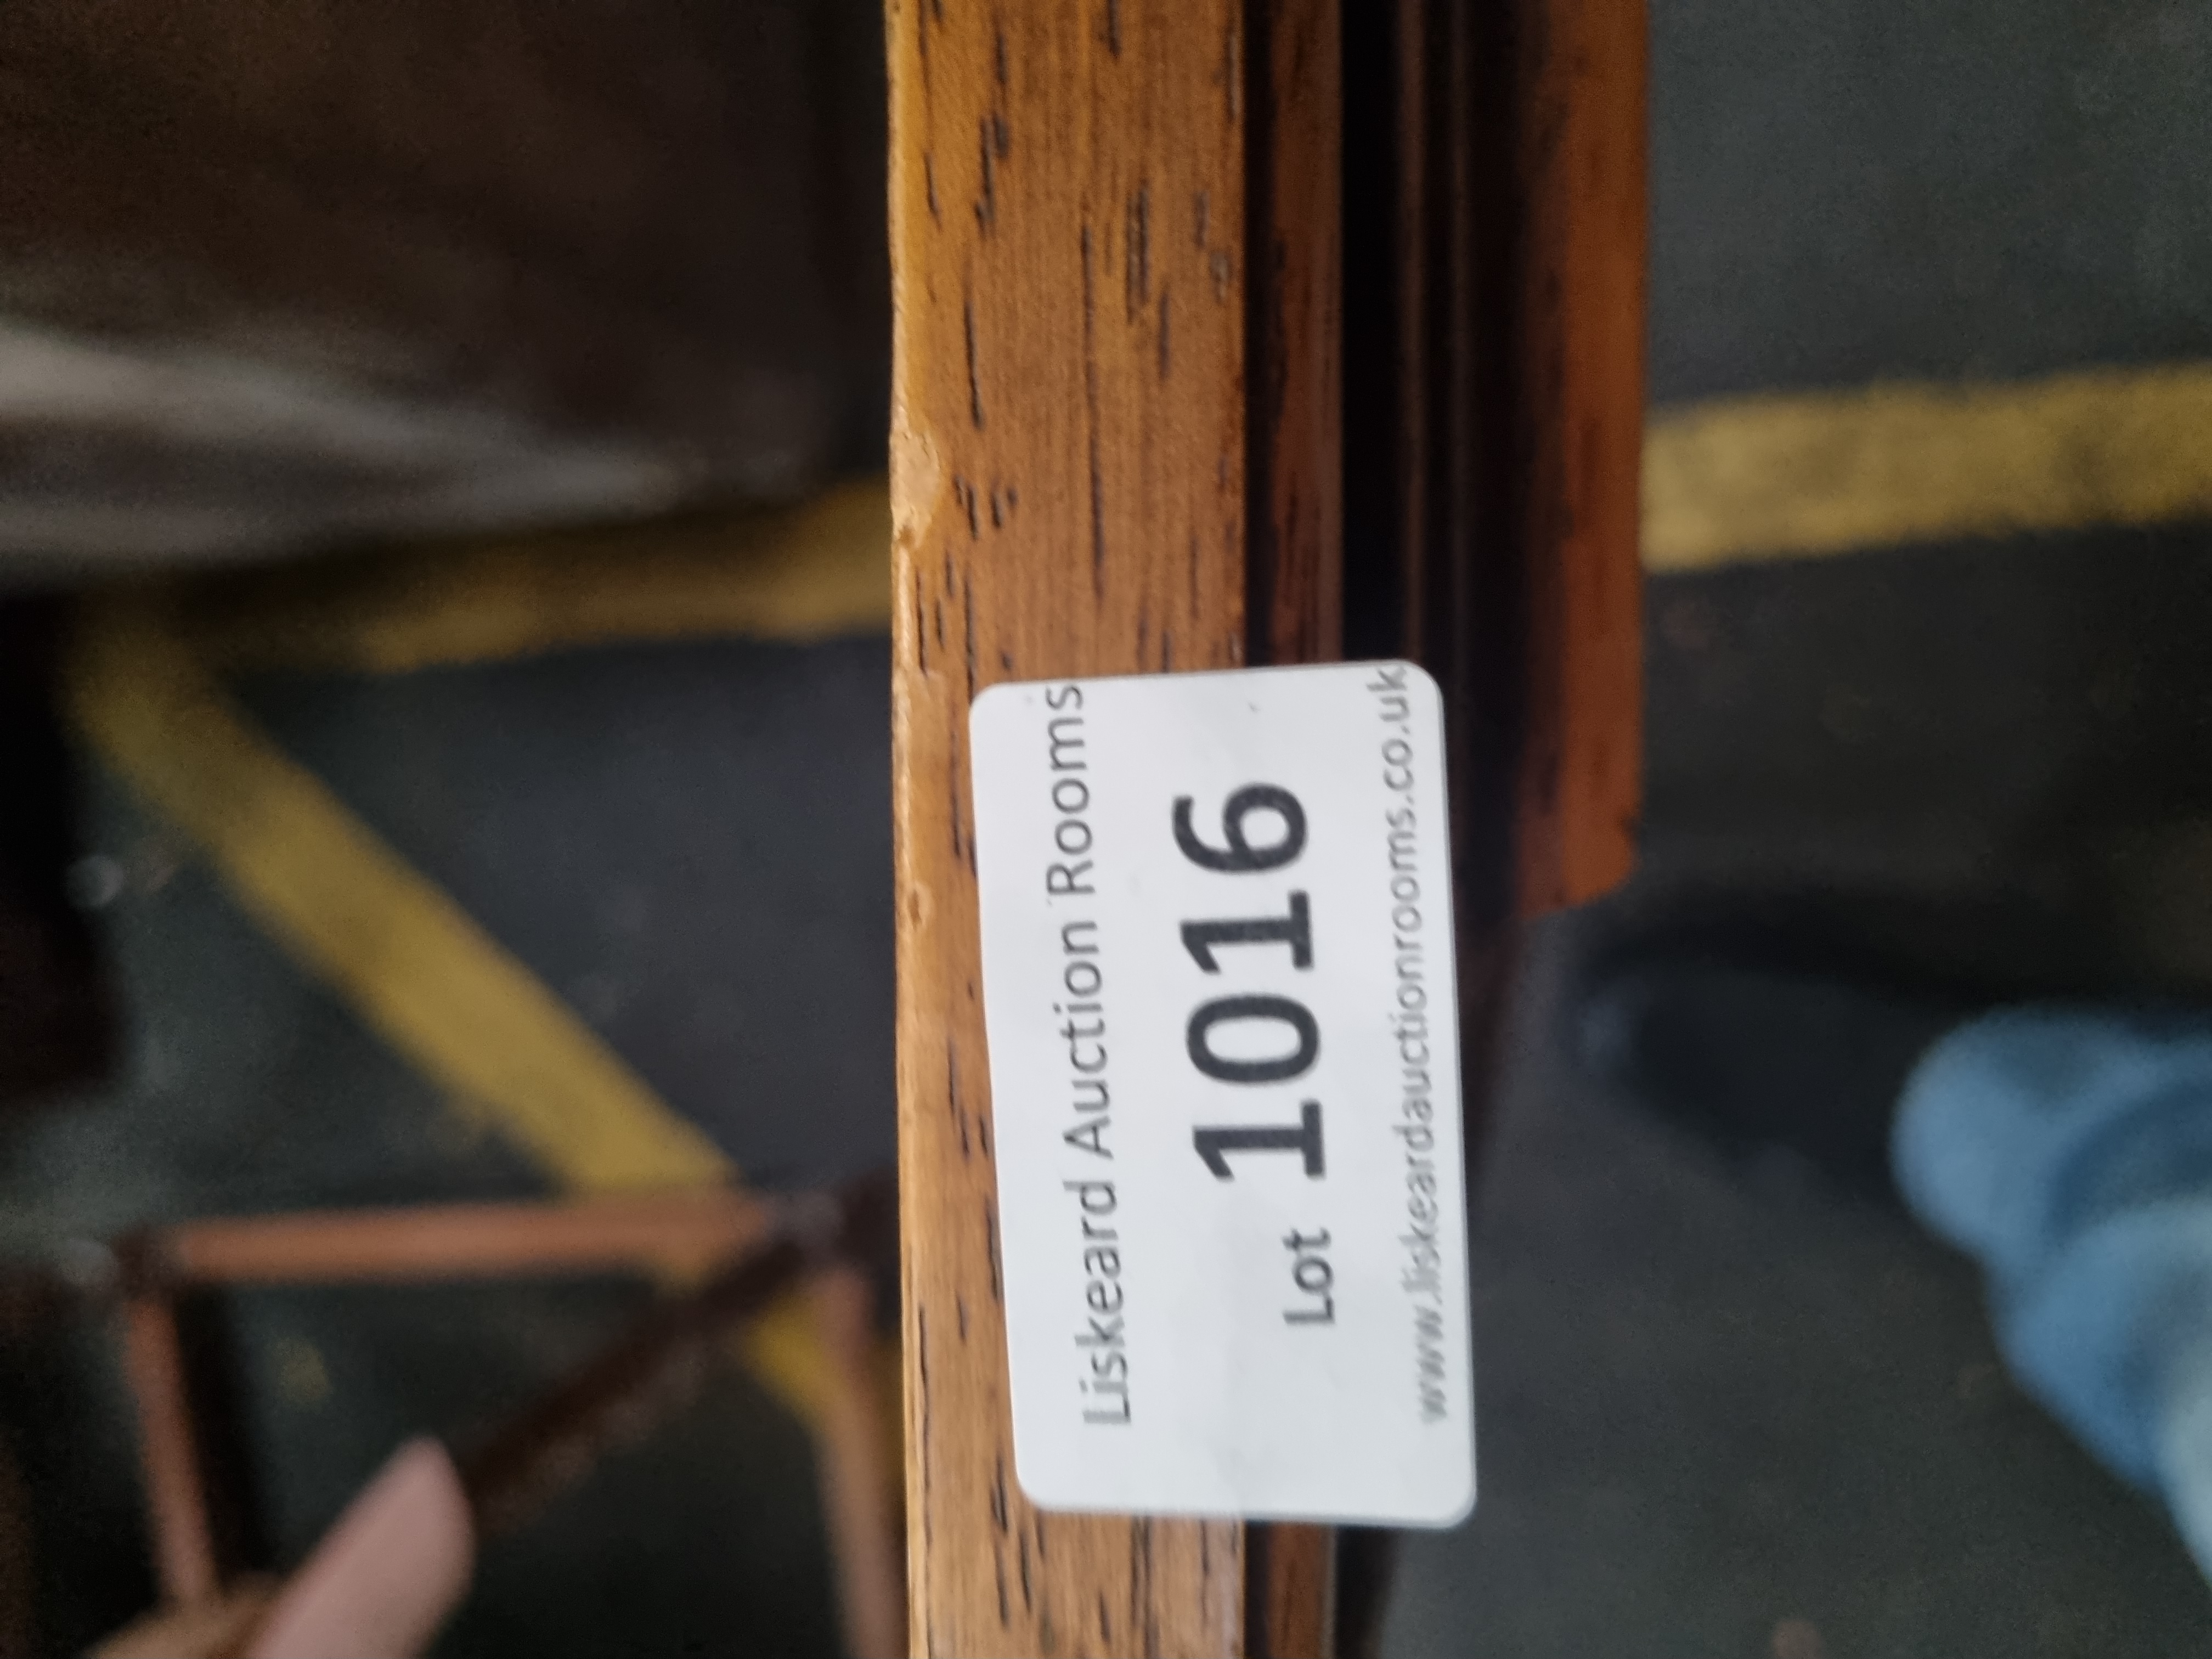 Liskeard Auction Rooms
Lot 1016
www.liskeardauctionrooms.co.uk